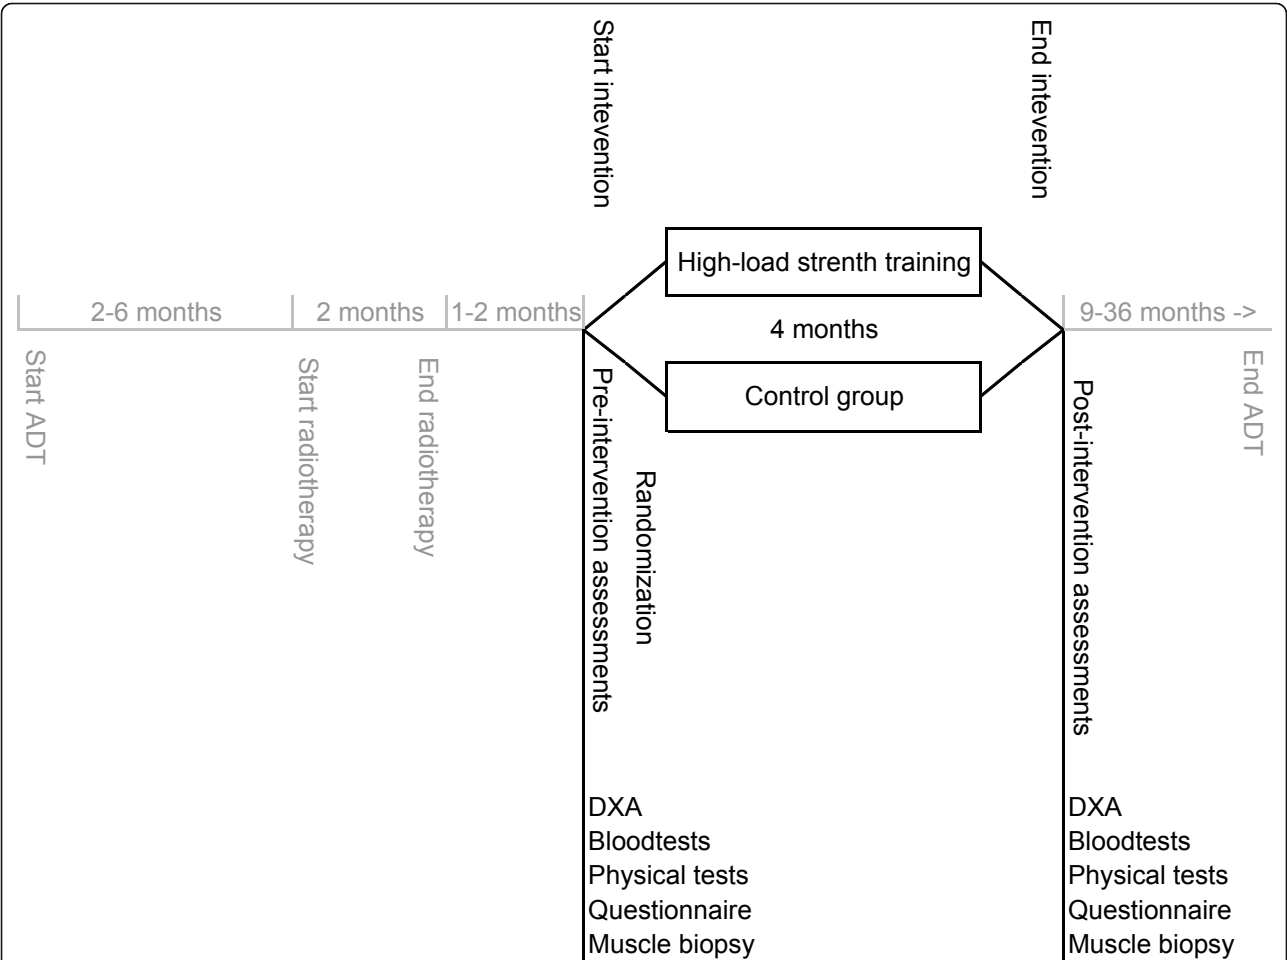 Start intevention
End intevention
High-load strenth training
2-6 months
2 months
1-2 months
4 months
9-36 months ->
Control group
Start ADT
Start radiotherapy
End radiotherapy
Pre-intervention assessments
Randomization
Post-intervention assessments
End ADT
DXA
Bloodtests
Physical tests
Questionnaire
Muscle biopsy
DXA
Bloodtests
Physical tests
Questionnaire
Muscle biopsy